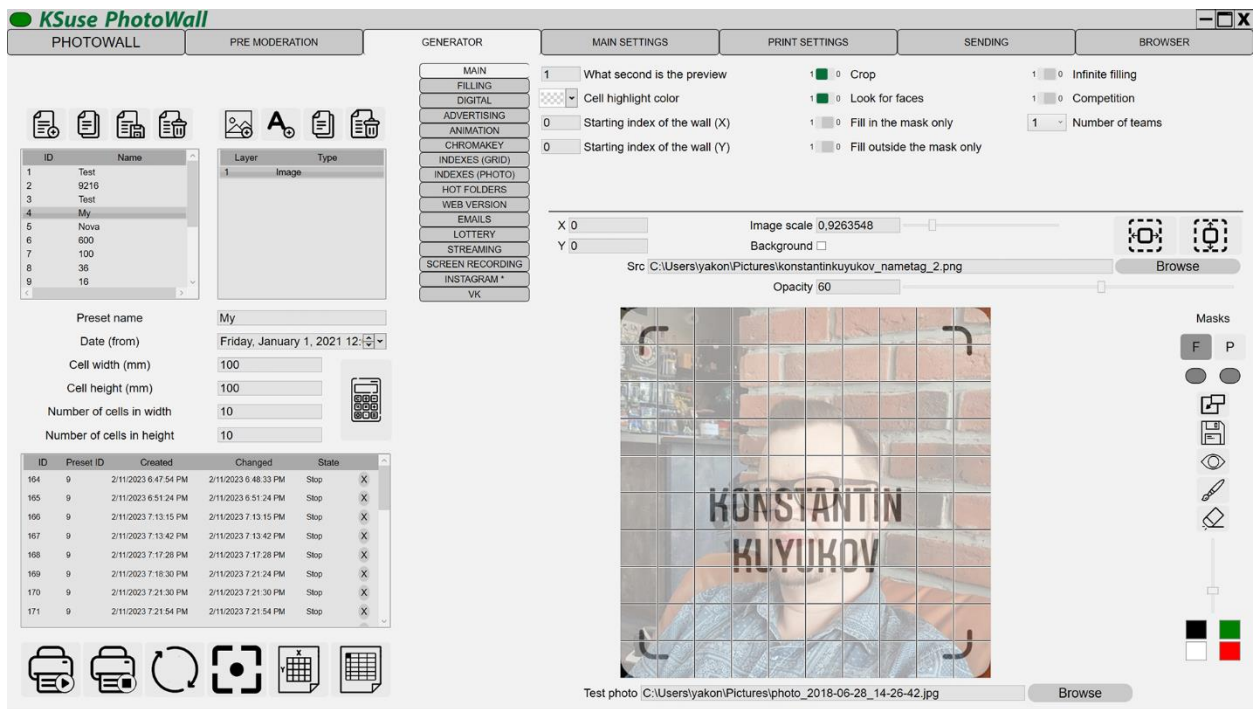 KSuse PhotoWall
PHOTOWALL PRE MODERATION GENERATOR MAIN SETTINGS PRINT SETTINGS SENDING BROWSER
MAIN
FILLING
DIGITAL
ADVERTISING
ANIMATION
CHROMAKEY
INDEXES (GRID)
INDEXES (PHOTO)
HOT FOLDERS
WEB VERSION
EMAILS
LOTTERY
STREAMING
SCREEN RECORDING
INSTAGRAM *
VK
1 What second is the preview 1 0 Crop 1 0 Infinite filling
Cell highlight color 1 0 Look for faces 1 0 Competition
0 Starting index of the wall (X) 1 0 Fill in the mask only 1 Number of teams
0 Starting index of the wall (Y) 1 0 Fill outside the mask only
ID Name
1 Test
2 9216
3 Test
4 My
5 Nova
6 600
7 100
8 36
9 16
Layer Type
1 Image
X 0 Image scale 0,9263548
Y 0 Background
Src C:\Users\yakon\Pictures\konstantinkuyukov_nametag_2.png Browse
Opacity 60
Preset name My
Date (from) Friday, January 1, 2021 12:
Cell width (mm) 100
Cell height (mm) 100
Number of cells in width 10
Number of cells in height 10
ID Preset ID Created Changed State
164 9 2/11/2023 6:47:54 PM 2/11/2023 6:48:33 PM Stop X
165 9 2/11/2023 6:51:24 PM 2/11/2023 6:51:24 PM Stop X
166 9 2/11/2023 7:13:15 PM 2/11/2023 7:13:15 PM Stop X
167 9 2/11/2023 7:13:42 PM 2/11/2023 7:13:42 PM Stop X
168 9 2/11/2023 7:17:28 PM 2/11/2023 7:17:28 PM Stop X
169 9 2/11/2023 7:18:30 PM 2/11/2023 7:21:24 PM Stop X
170 9 2/11/2023 7:21:30 PM 2/11/2023 7:21:30 PM Stop X
171 9 2/11/2023 7:21:54 PM 2/11/2023 7:21:54 PM Stop X
X
Y
KONSTANTIN
KUYUKOV
Masks
F P
Test photo C:\Users\yakon\Pictures\photo_2018-06-28_14-26-42.jpg Browse